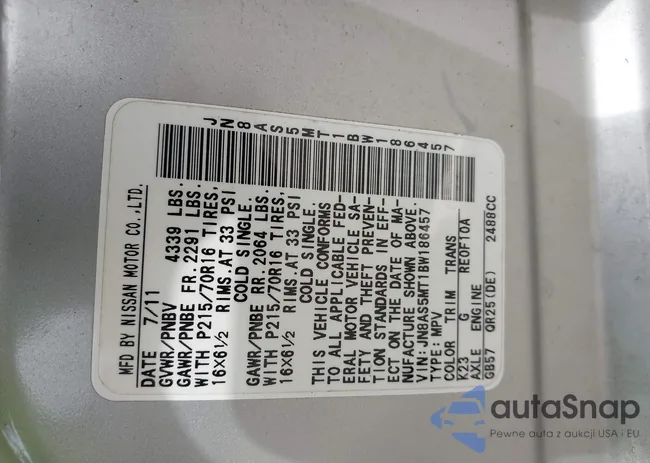 JN8AS5MT1BW186457
MFD BY NISSAN MOTOR CO.,LTD.
DATE 7/11
GVWR/PNBV 4339 LBS.
GAWR/PNBE FR. 2291 LBS.
WITH P215/70R16 TIRES,
16X6½ RIMS.AT 33 PSI
COLD SINGLE.
GAWR/PNBE RR. 2064 LBS.
WITH P215/70R16 TIRES,
16X6½ RIMS.AT 33 PSI
COLD SINGLE.
THIS VEHICLE CONFORMS
TO ALL APPLICABLE FED-
ERAL MOTOR VEHICLE SA-
FETY AND THEFT PREVEN-
TION STANDARDS IN EFF-
ECT ON THE DATE OF MA-
NUFACTURE SHOWN ABOVE.
VIN:JN8AS5MT1BW186457
TYPE: MPV
COLOR TRIM TRANS
K23 G RE0F10A
AXLE ENGINE
GB57 QR25(DE) 2488CC
autaSnap
Pewne auta z aukcji USA i EU